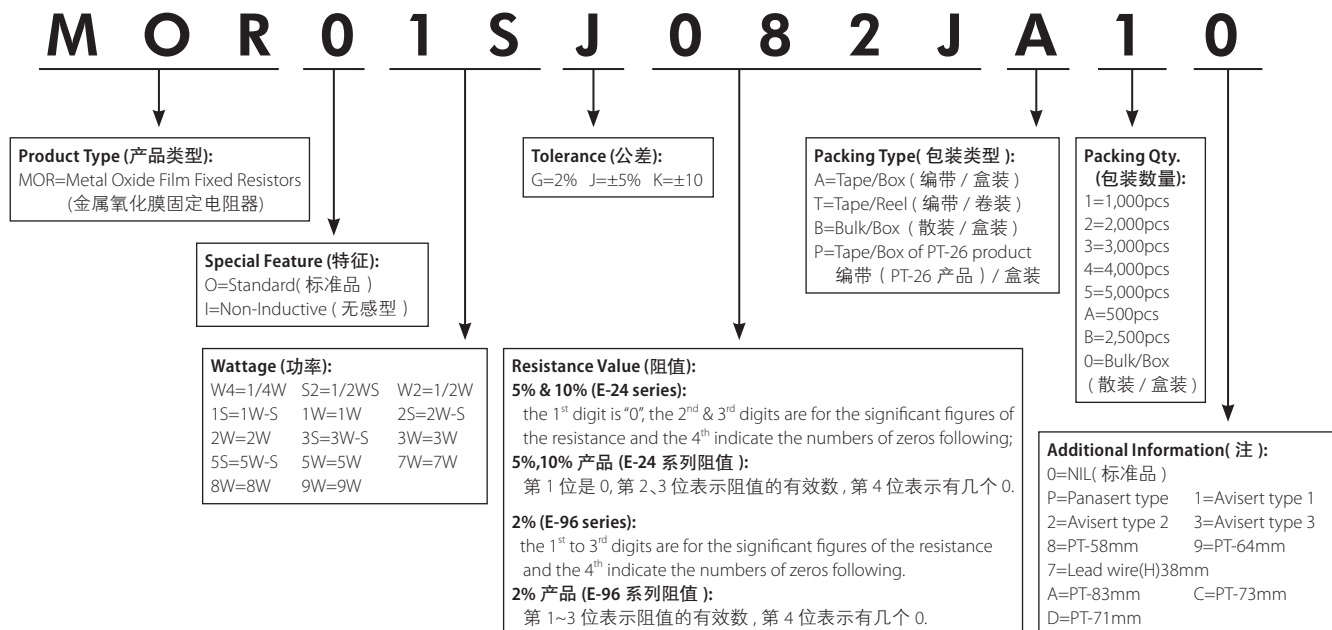 M O R 0 1 S J 0 8 2 J A 1 0
Product Type (产品类型):
MOR=Metal Oxide Film Fixed Resistors
(金属氧化膜固定电阻器)
Special Feature (特征):
O=Standard( 标准品 )
I=Non-Inductive ( 无感型 )
Wattage (功率):
W4=1/4W S2=1/2WS W2=1/2W
1S=1W-S 1W=1W 2S=2W-S
2W=2W 3S=3W-S 3W=3W
5S=5W-S 5W=5W 7W=7W
8W=8W 9W=9W
Tolerance (公差):
G=2% J=±5% K=±10
Resistance Value (阻值):
5% & 10% (E-24 series):
the 1st digit is “0”, the 2nd & 3rd digits are for the significant figures of
the resistance and the 4th indicate the numbers of zeros following;
5%,10% 产品 (E-24 系列阻值 ):
第 1 位是 0, 第 2、3 位表示阻值的有效数 , 第 4 位表示有几个 0.
2% (E-96 series):
the 1st to 3rd digits are for the significant figures of the resistance
and the 4th indicate the numbers of zeros following.
2% 产品 (E-96 系列阻值 ):
第 1~3 位表示阻值的有效数 , 第 4 位表示有几个 0.
Packing Type( 包装类型 ):
A=Tape/Box ( 编带 / 盒装 )
T=Tape/Reel ( 编带 / 卷装 )
B=Bulk/Box ( 散装 / 盒装 )
P=Tape/Box of PT-26 product
编带 ( PT-26 产品 ) / 盒装
Packing Qty.
(包装数量):
1=1,000pcs
2=2,000pcs
3=3,000pcs
4=4,000pcs
5=5,000pcs
A=500pcs
B=2,500pcs
0=Bulk/Box
( 散装 / 盒装 )
Additional Information( 注 ):
0=NIL( 标准品 )
P=Panasert type 1=Avisert type 1
2=Avisert type 2 3=Avisert type 3
8=PT-58mm 9=PT-64mm
7=Lead wire(H)38mm
A=PT-83mm C=PT-73mm
D=PT-71mm